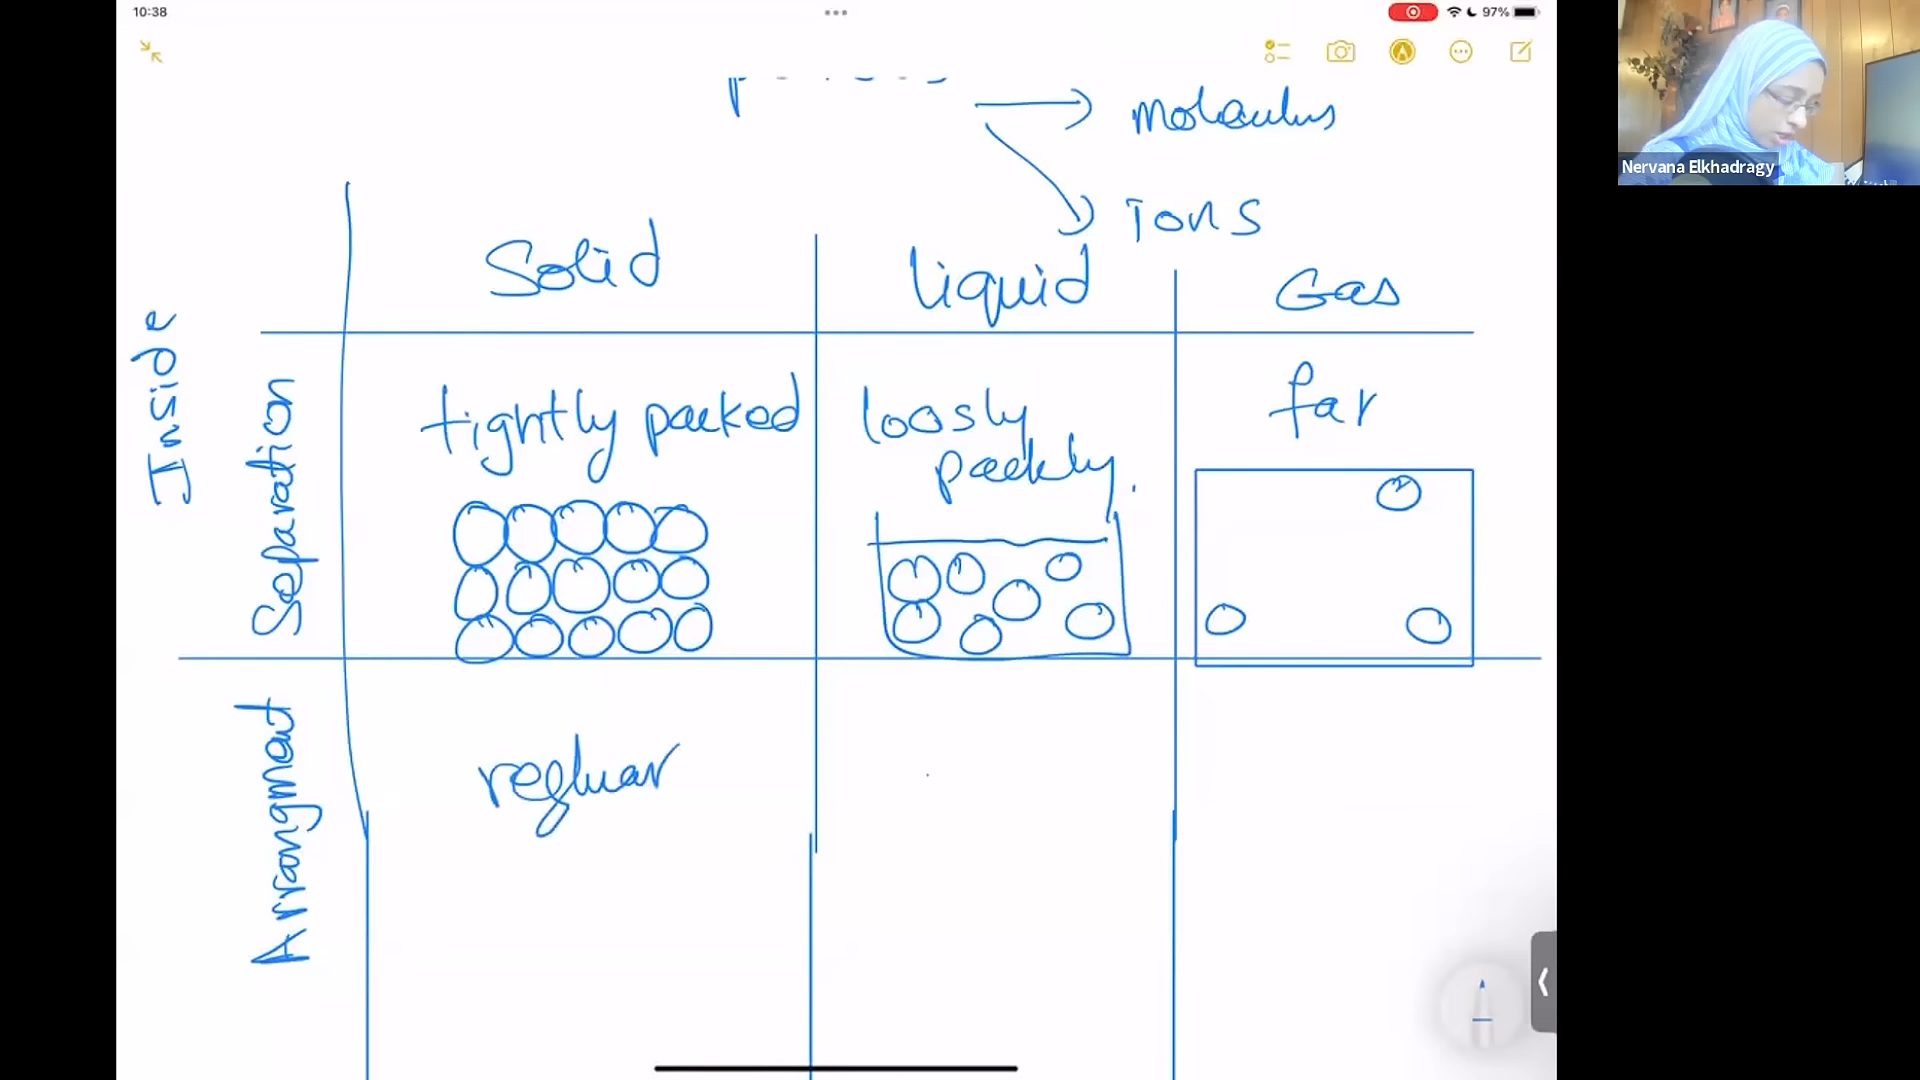 10:38
97%
Nervana Elkhadragy
Molecules
Ions
Solid
Liquid
Gas
Inside
Separation
tightly packed
loosly
packly.
far
Arrangment
regluar